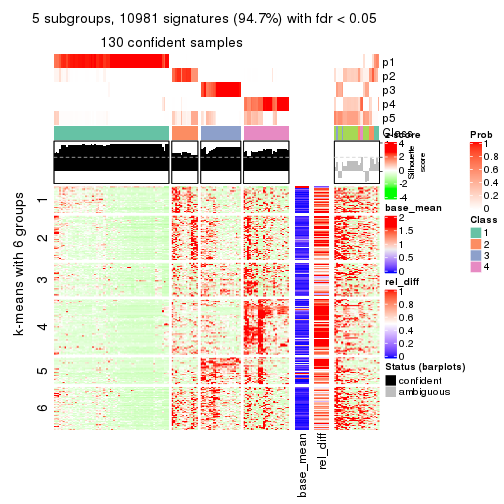 5 subgroups, 10981 signatures (94.7%) with fdr < 0.05
130 confident samples
p1
p2
p3
p4
p5
Class
Silhouette
score
k-means with 6 groups
1
2
3
4
5
6
base_mean
rel_diff
z-score
4
2
0
-2
-4
base_mean
2
1.5
1
0.5
0
rel_diff
1
0.8
0.6
0.4
0.2
0
Status (barplots)
confident
ambiguous
Prob
1
0.8
0.6
0.4
0.2
0
Class
1
2
3
4